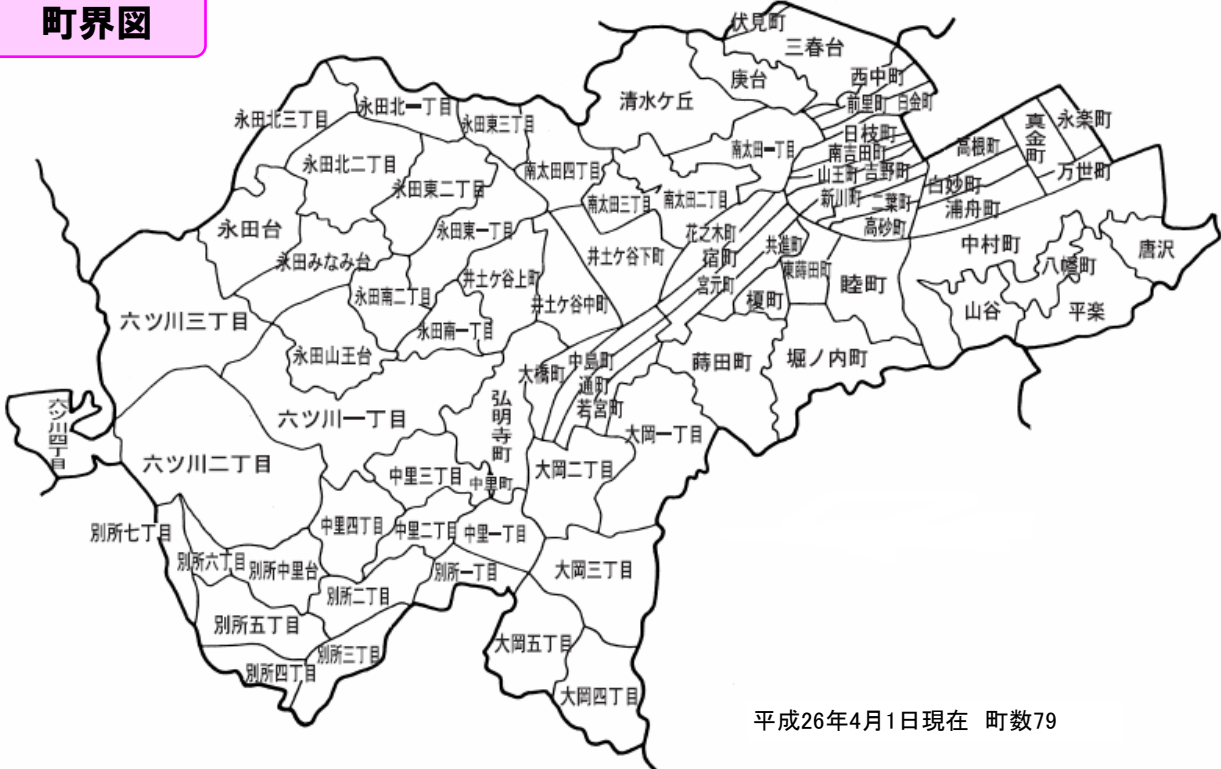 町界図
伏見町
三春台
庚台
西中町
清水ケ丘
前里町
白金町
永田北三丁目
永田北一丁目
永田東三丁目
日枝町
南吉田町
南太田一丁目
高根町
真金町
永楽町
永田北二丁目
永田東二丁目
南太田四丁目
山王町
吉野町
白妙町
万世町
南太田三丁目
南太田二丁目
新川町
二葉町
浦舟町
高砂町
永田台
永田東一丁目
花之木町
共進町
中村町
唐沢
永田みなみ台
井土ケ谷上町
井土ケ谷下町
宿町
東蒔田町
睦町
八幡町
永田南二丁目
井土ケ谷中町
宮元町
榎町
山谷
平楽
六ツ川三丁目
永田南一丁目
永田山王台
大橋町
中島町
蒔田町
堀ノ内町
通町
若宮町
六ツ川四丁目
六ツ川一丁目
弘明寺町
大岡一丁目
六ツ川二丁目
中里三丁目
中里町
大岡二丁目
別所七丁目
中里四丁目
中里二丁目
中里一丁目
別所六丁目
別所中里台
別所一丁目
大岡三丁目
別所二丁目
別所五丁目
別所三丁目
大岡五丁目
別所四丁目
大岡四丁目
平成26年4月1日現在 町数79